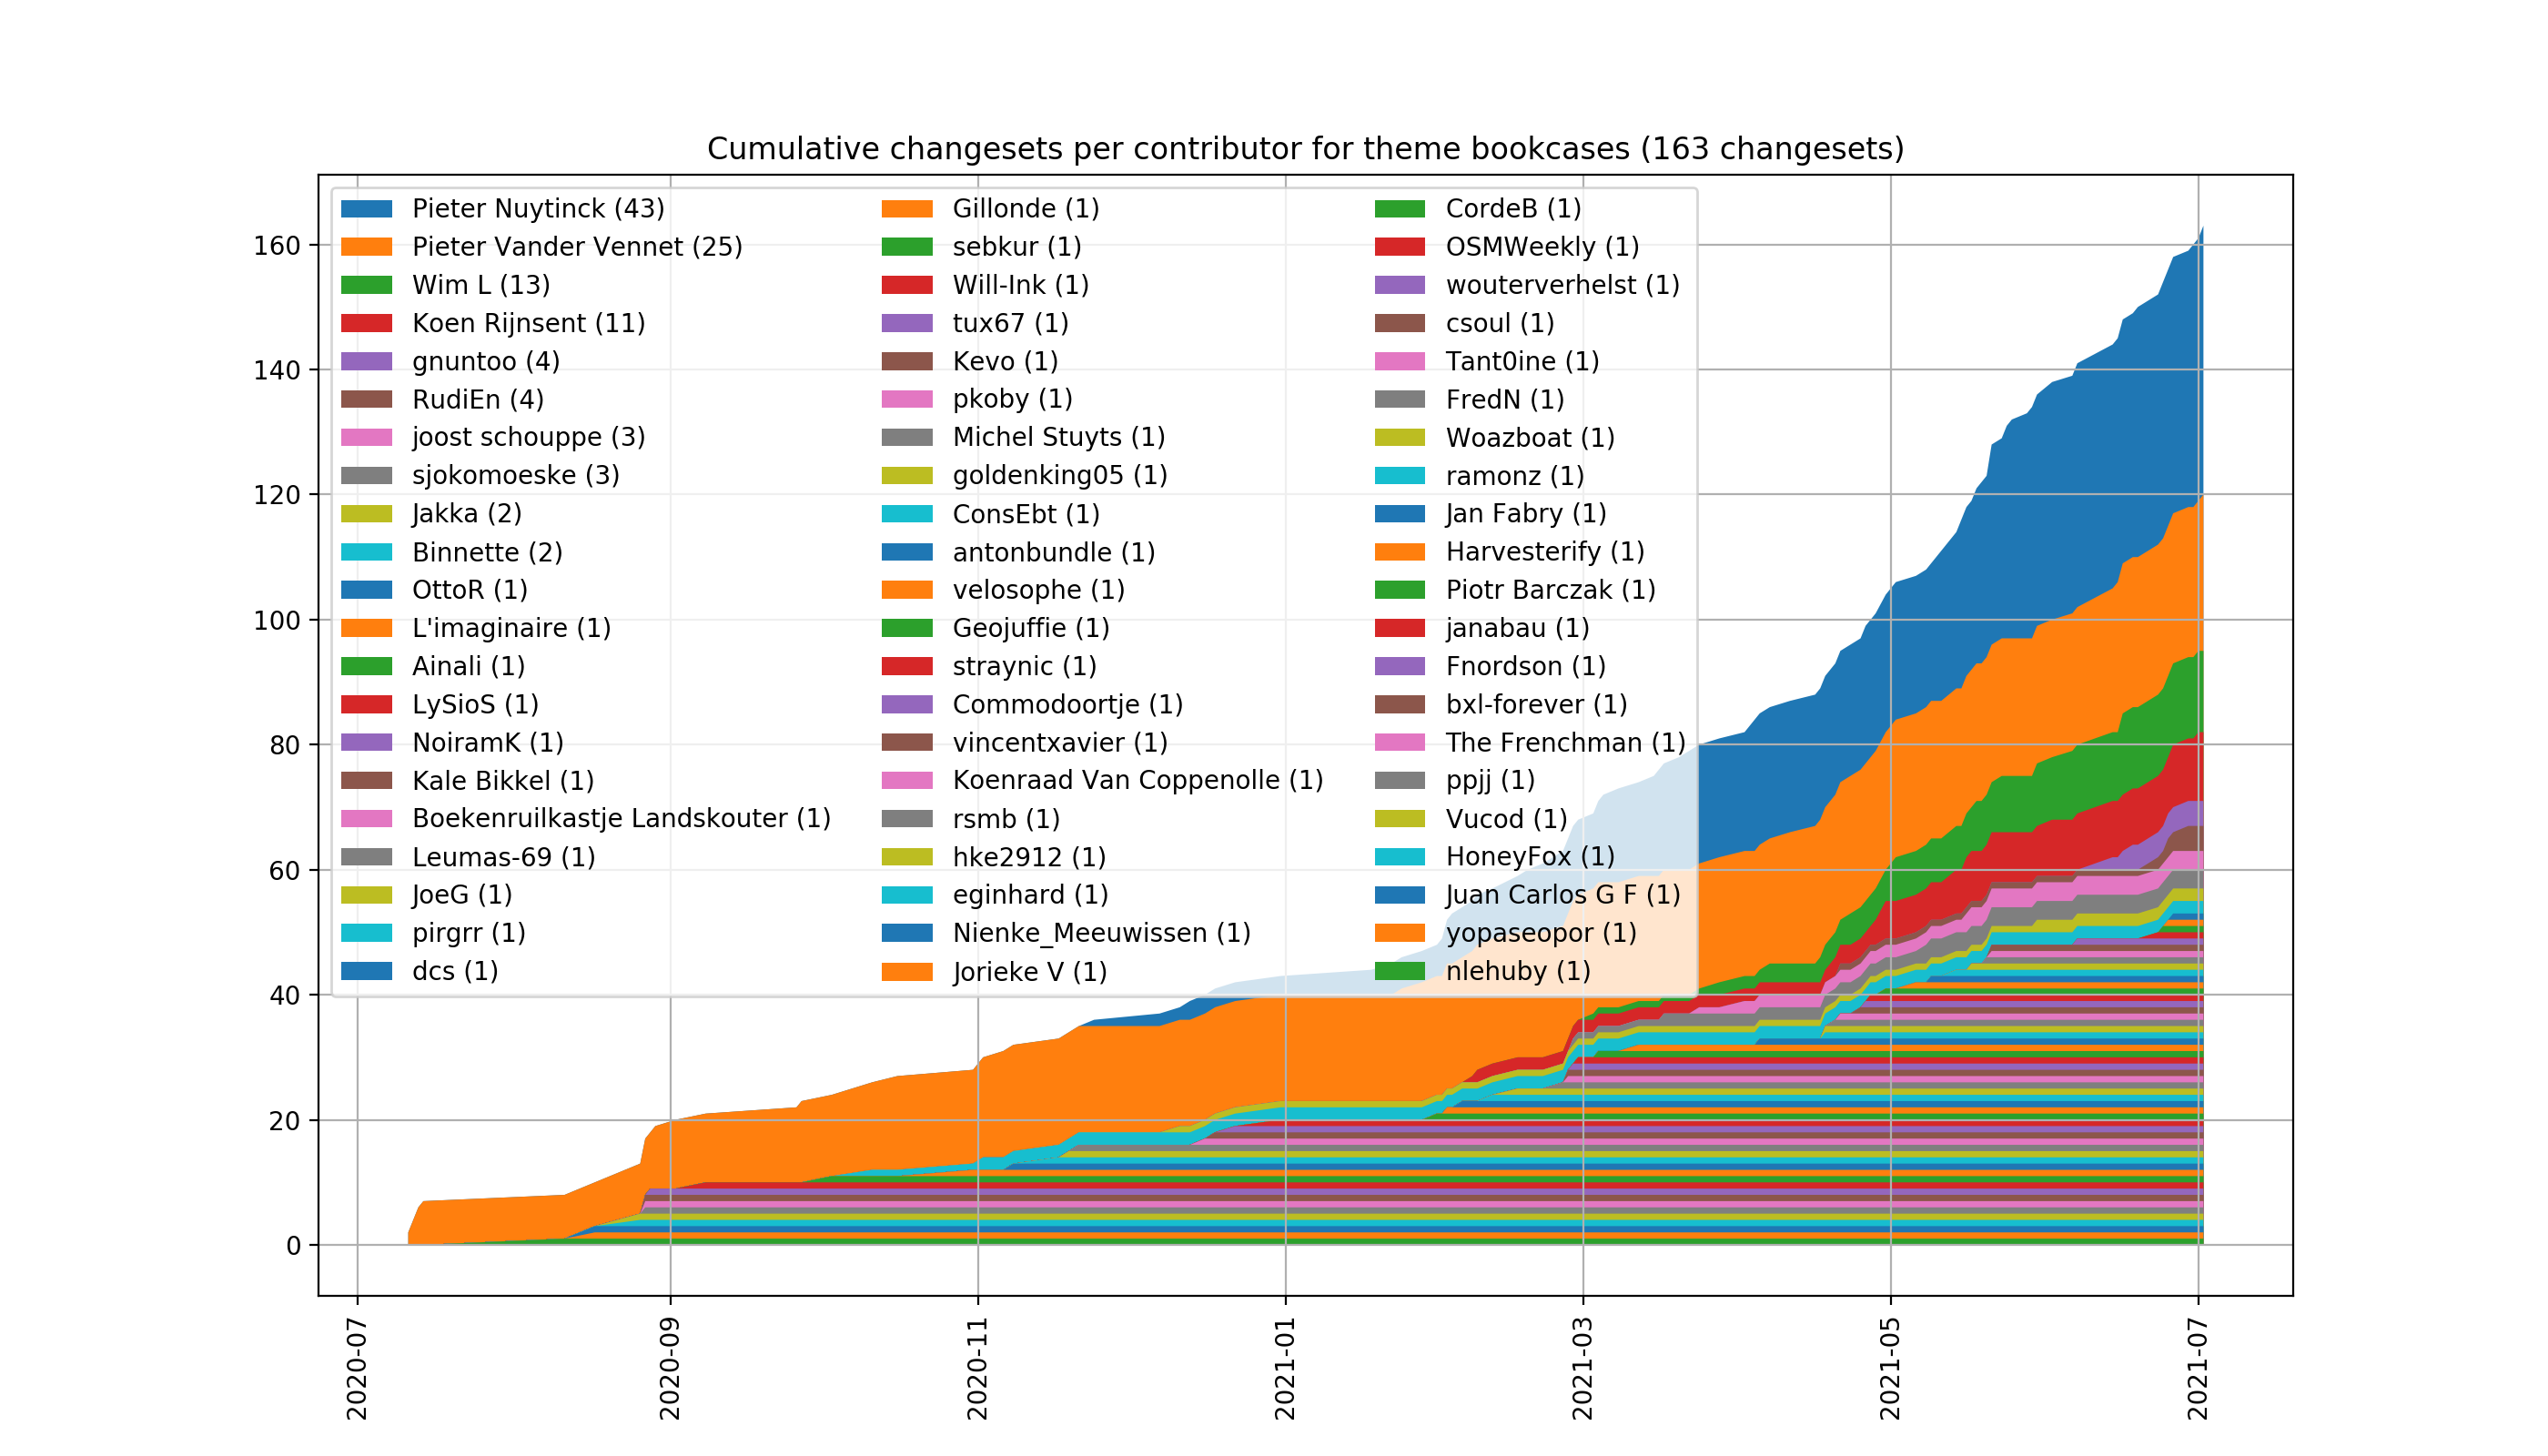 Cumulative changesets per contributor for theme bookcases (163 changesets)
Pieter Nuytinck (43)
Pieter Vander Vennet (25)
Wim L (13)
Koen Rijnsent (11)
gnuntoo (4)
RudiEn (4)
joost schouppe (3)
sjokomoeske (3)
Jakka (2)
Binnette (2)
OttoR (1)
L'imaginaire (1)
Ainali (1)
LySioS (1)
NoiramK (1)
Kale Bikkel (1)
Boekenruilkastje Landskouter (1)
Leumas-69 (1)
JoeG (1)
pirgrr (1)
dcs (1)
Gillonde (1)
sebkur (1)
Will-Ink (1)
tux67 (1)
Kevo (1)
pkoby (1)
Michel Stuyts (1)
goldenking05 (1)
ConsEbt (1)
antonbundle (1)
velosophe (1)
Geojuffie (1)
straynic (1)
Commodoortje (1)
vincentxavier (1)
Koenraad Van Coppenolle (1)
rsmb (1)
hke2912 (1)
eginhard (1)
Nienke_Meeuwissen (1)
Jorieke V (1)
CordeB (1)
OSMWeekly (1)
wouterverhelst (1)
csoul (1)
Tant0ine (1)
FredN (1)
Woazboat (1)
ramonz (1)
Jan Fabry (1)
Harvesterify (1)
Piotr Barczak (1)
janabau (1)
Fnordson (1)
bxl-forever (1)
The Frenchman (1)
ppjj (1)
Vucod (1)
HoneyFox (1)
Juan Carlos G F (1)
yopaseopor (1)
nlehuby (1)
160
140
120
100
80
60
40
20
0
2020-07
2020-09
2020-11
2021-01
2021-03
2021-05
2021-07